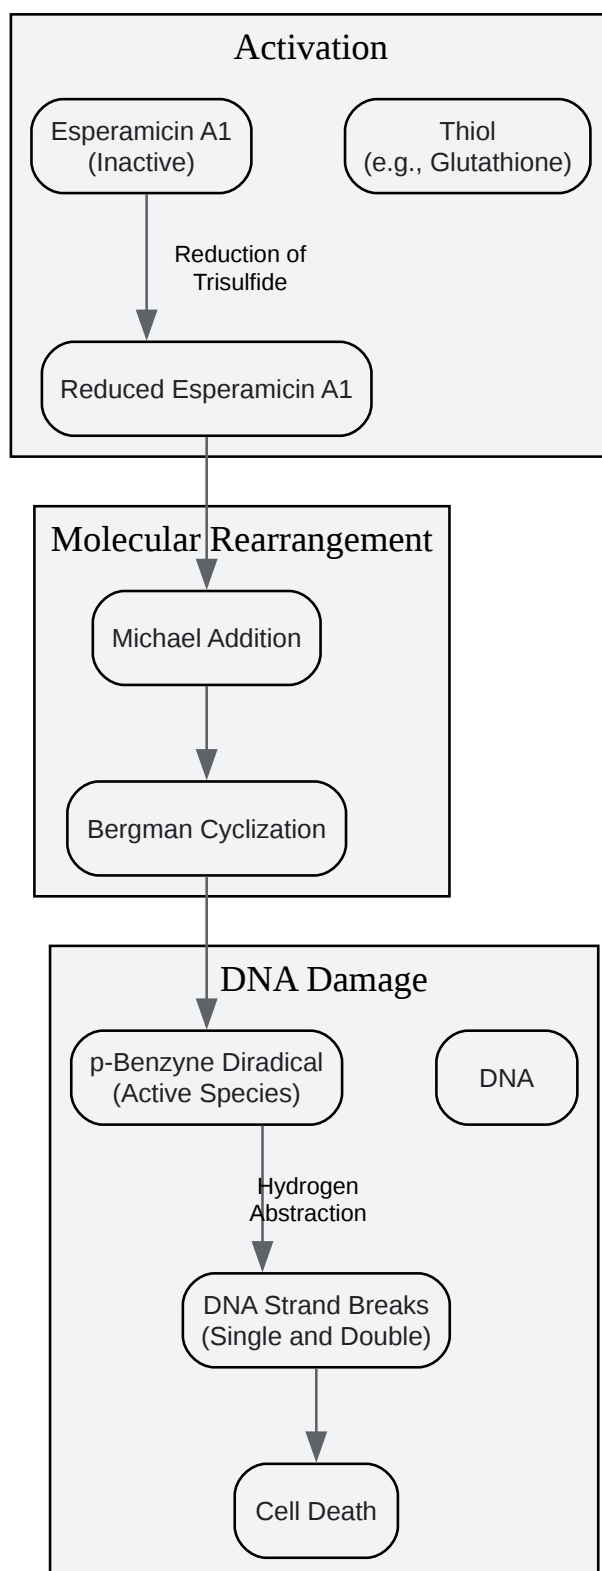 Activation
Esperamicin A1
(Inactive)
Thiol
(e.g., Glutathione)
Reduction of
Trisulfide
Reduced Esperamicin A1
Molecular Rearrangement
Michael Addition
Bergman Cyclization
DNA Damage
p-Benzyne Diradical
(Active Species)
DNA
Hydrogen
Abstraction
DNA Strand Breaks
(Single and Double)
Cell Death